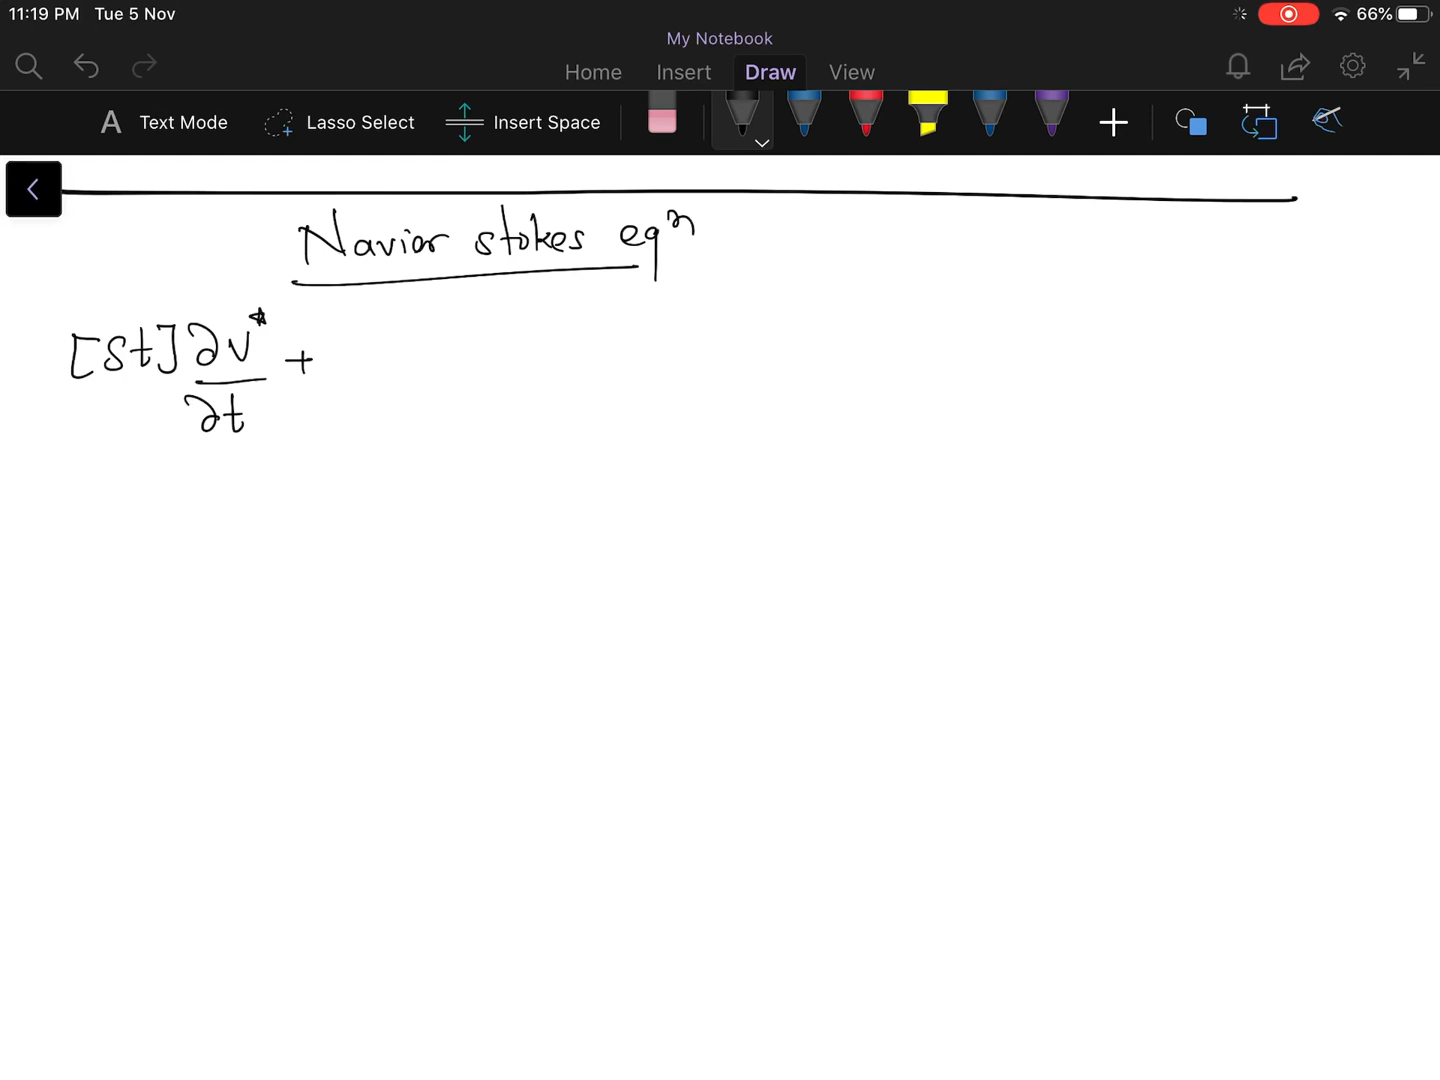 11:19 PM Tue 5 Nov 66%
My Notebook
Home Insert Draw View
A Text Mode Lasso Select Insert Space
Navier stokes eqⁿ
[St] ∂v* +
∂t